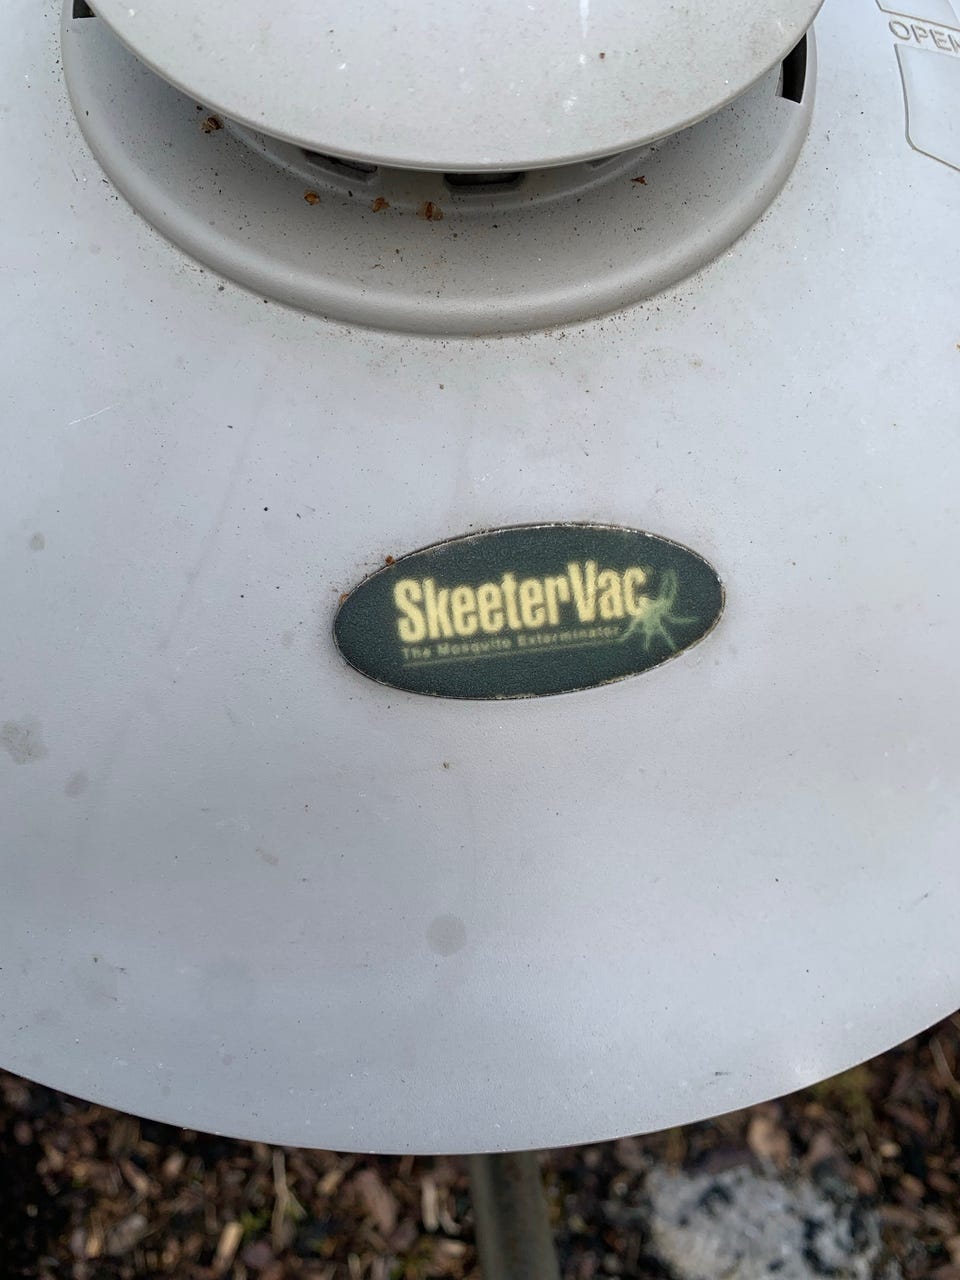 OPEN
SkeeterVac
The Mosquito Exterminator